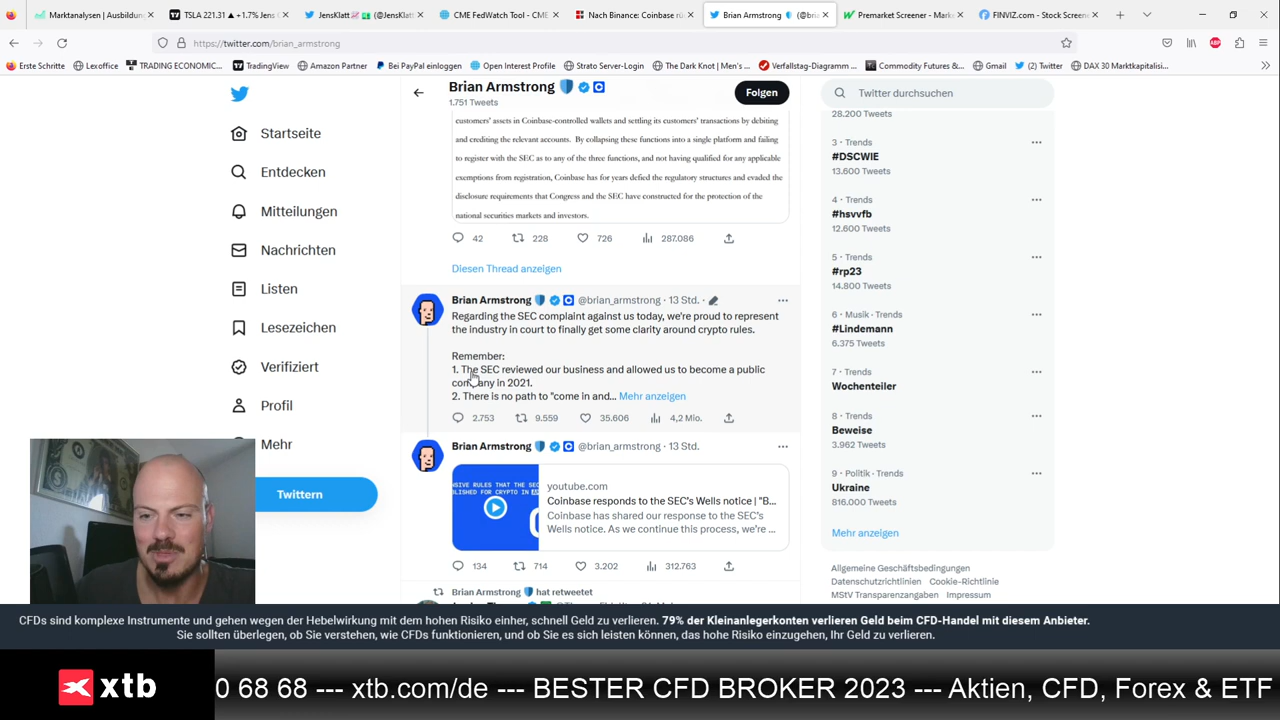 Marktanalysen | Ausbildung
TSLA 221.31 ▲ +1.7% Jens
JensKlatt
(@JensKlatt
CME FedWatch Tool - CME
Nach Binance: Coinbase
Brian Armstrong
Premarket Screener - Mark
FINVIZ.com - Stock Screene
https://twitter.com/brian_armstrong
Erste Schritte
Lexoffice
TRADING ECONOMIC...
TradingView
Amazon Partner
Bei PayPal einloggen
Open Interest Profile
Strato Server-Login
The Dark Knot | Men's ...
Verfallstag-Diagramm ...
Commodity Futures &...
Gmail
(2) Twitter
DAX 30 Marktkapitalisi...
Startseite
Entdecken
Mitteilungen
Nachrichten
Listen
Lesezeichen
Verifiziert
Profil
Mehr
Twittern
Brian Armstrong
1.751 Tweets
Folgen
customers' assets in Coinbase-controlled wallets and settling its customers' transactions by debiting
and crediting the relevant accounts. By collapsing these functions into a single platform and failing
to register with the SEC as to any of the three functions, and not having qualified for any applicable
exemptions from registration, Coinbase has for years defied the regulatory structures and evaded the
disclosure requirements that Congress and the SEC have constructed for the protection of the
national securities markets and investors.
42 228 726 287.086
Diesen Thread anzeigen
Brian Armstrong @brian_armstrong · 13 Std. ·
Regarding the SEC complaint against us today, we're proud to represent
the industry in court to finally get some clarity around crypto rules.
Remember:
1. The SEC reviewed our business and allowed us to become a public
company in 2021.
2. There is no path to "come in and... Mehr anzeigen
2.753 9.559 35.606 4,2 Mio.
Brian Armstrong @brian_armstrong · 13 Std.
youtube.com
Coinbase responds to the SEC's Wells notice | "B...
Coinbase has shared our response to the SEC's
Wells notice. As we continue this process, we're ...
134 714 3.202 312.763
Brian Armstrong hat retweetet
Twitter durchsuchen
28.200 Tweets
3 · Trends
#DSCWIE
13.600 Tweets
4 · Trends
#hsvvfb
12.600 Tweets
5 · Trends
#rp23
14.800 Tweets
6 · Musik · Trends
#Lindemann
6.375 Tweets
7 · Trends
Wochenteiler
8 · Trends
Beweise
3.962 Tweets
9 · Politik · Trends
Ukraine
816.000 Tweets
Mehr anzeigen
Allgemeine Geschäftsbedingungen
Datenschutzrichtlinien Cookie-Richtlinie
MStV Transparenzangaben Impressum
CFDs sind komplexe Instrumente und gehen wegen der Hebelwirkung mit dem hohen Risiko einher, schnell Geld zu verlieren. 79% der Kleinanlegerkonten verlieren Geld beim CFD-Handel mit diesem Anbieter.
Sie sollten überlegen, ob Sie verstehen, wie CFDs funktionieren, und ob Sie es sich leisten können, das hohe Risiko einzugehen, Ihr Geld zu verlieren.
xtb
0 68 68 --- xtb.com/de --- BESTER CFD BROKER 2023 --- Aktien, CFD, Forex & ETF